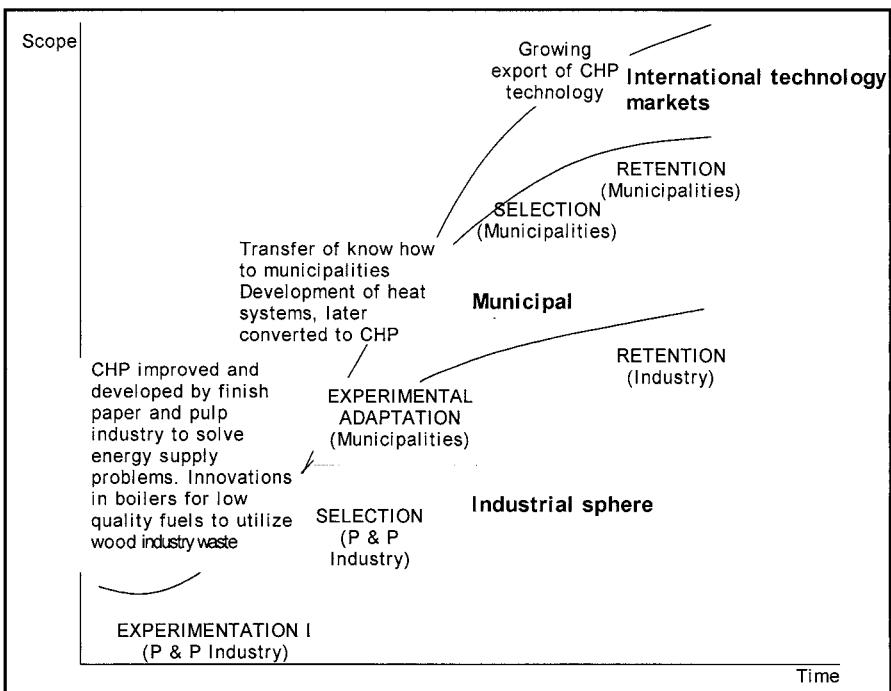 Scope
Growing
export of CHP
technology
International technology
markets
RETENTION
(Municipalities)
SELECTION
(Municipalities)
Transfer of know how
to municipalities
Development of heat
systems, later
converted to CHP
Municipal
RETENTION
(Industry)
CHP improved and
developed by finish
paper and pulp
industry to solve
energy supply
problems. Innovations
in boilers for low
quality fuels to utilize
wood industry waste
EXPERIMENTAL
ADAPTATION
(Municipalities)
Industrial sphere
SELECTION
(P & P
Industry)
EXPERIMENTATION I
(P & P Industry)
Time